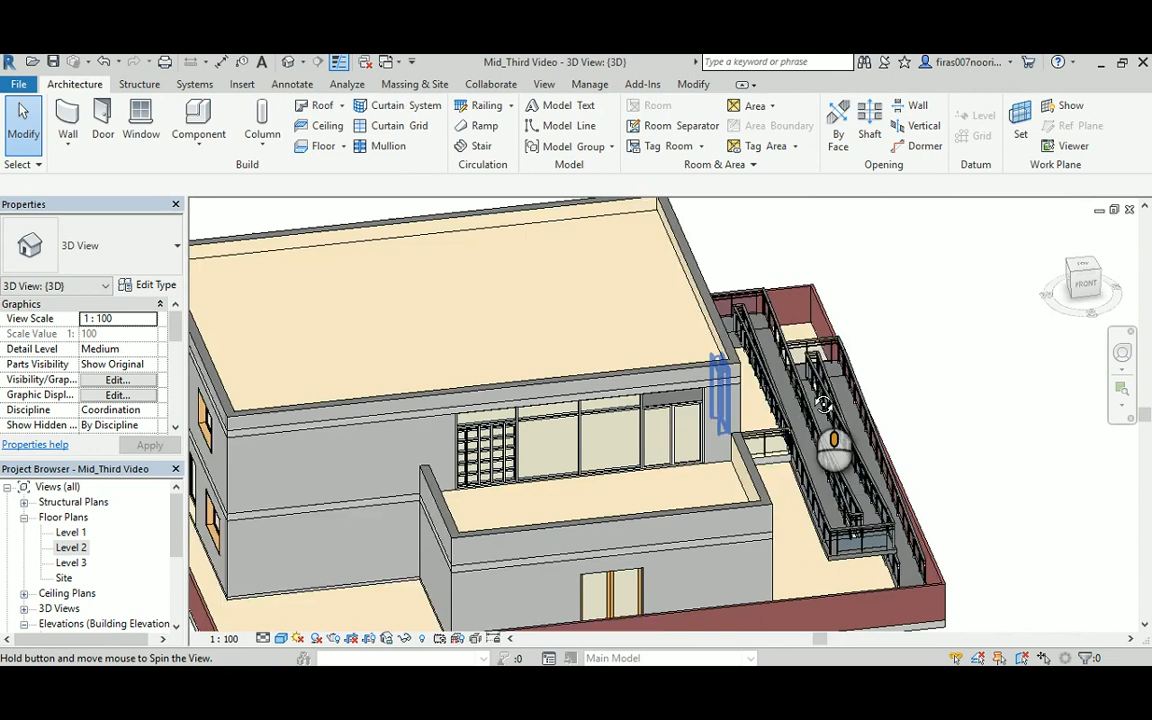 Mid_Third Video - 3D View: {3D}
Type a keyword or phrase
firas007noori...
File Architecture Structure Systems Insert Annotate Analyze Massing & Site Collaborate View Manage Add-Ins Modify
Modify
Wall
Door
Window
Component
Column
Roof
Ceiling
Floor
Curtain System
Curtain Grid
Mullion
Railing
Ramp
Stair
Model Text
Model Line
Model Group
Room
Room Separator
Tag Room
Area
Area Boundary
Tag Area
By Face
Shaft
Wall
Vertical
Dormer
Level
Grid
Set
Show
Ref Plane
Viewer
Select
Build
Circulation
Model
Room & Area
Opening
Datum
Work Plane
Properties
3D View
3D View: {3D}
Edit Type
Graphics
View Scale 1 : 100
Scale Value 1: 100
Detail Level Medium
Parts Visibility Show Original
Visibility/Grap... Edit...
Graphic Displ... Edit...
Discipline Coordination
Show Hidden ... By Discipline
Properties help
Apply
Project Browser - Mid_Third Video
Views (all)
Structural Plans
Floor Plans
Level 1
Level 2
Level 3
Site
Ceiling Plans
3D Views
Elevations (Building Elevation
FRONT
1 : 100
Hold button and move mouse to Spin the View.
:0
Main Model
:0